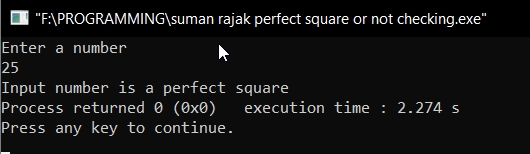 "F:\PROGRAMMING\suman rajak perfect square or not checking.exe"
Enter a number
25
Input number is a perfect square
Process returned 0 (0x0)   execution time : 2.274 s
Press any key to continue.